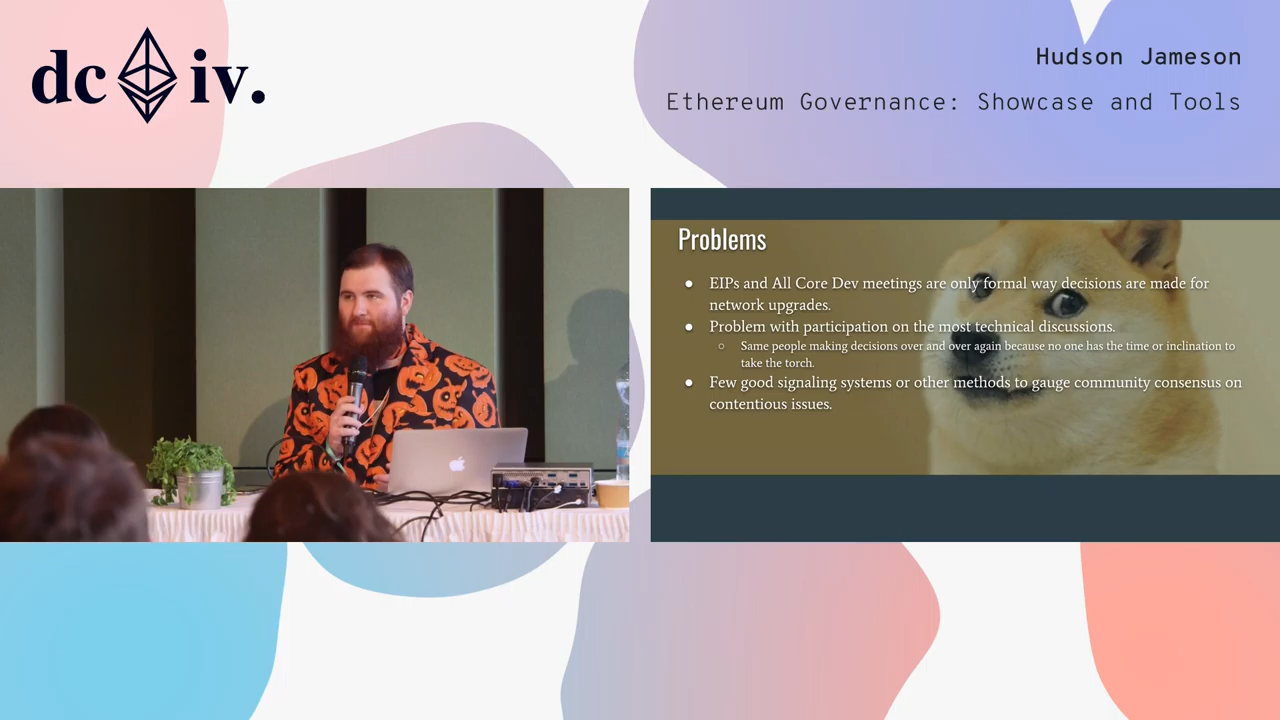 dc iv.
Hudson Jameson
Ethereum Governance: Showcase and Tools
Problems
● EIPs and All Core Dev meetings are only formal way decisions are made for
network upgrades.
● Problem with participation on the most technical discussions.
○ Same people making decisions over and over again because no one has the time or inclination to
take the torch.
● Few good signaling systems or other methods to gauge community consensus on
contentious issues.